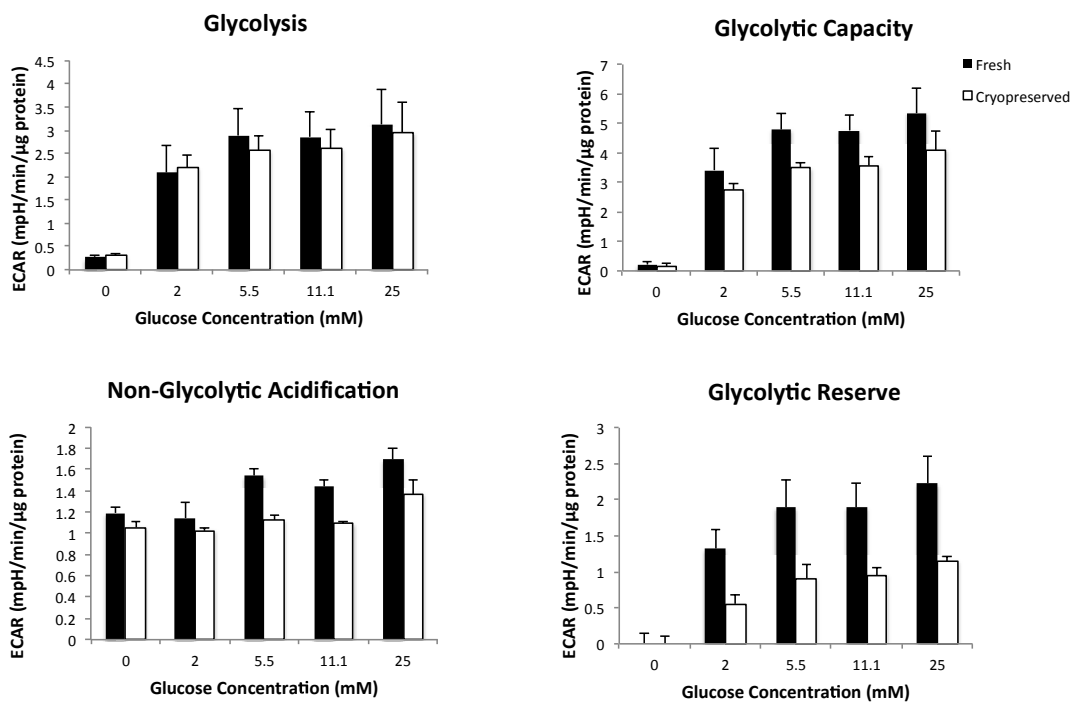 Glycolysis
ECAR (mpH/min/µg protein)
4.5
4
3.5
3
2.5
2
1.5
1
0.5
0
0 2 5.5 11.1 25
Glucose Concentration (mM)
Glycolytic Capacity
ECAR (mpH/min/µg protein)
7
6
5
4
3
2
1
0
0 2 5.5 11.1 25
Glucose Concentration (mM)
Fresh
Cryopreserved
Non-Glycolytic Acidification
ECAR (mpH/min/µg protein)
2
1.8
1.6
1.4
1.2
1
0.8
0.6
0.4
0.2
0
0 2 5.5 11.1 25
Glucose Concentration (mM)
Glycolytic Reserve
ECAR (mpH/min/µg protein)
3
2.5
2
1.5
1
0.5
0
0 2 5.5 11.1 25
Glucose Concentration (mM)